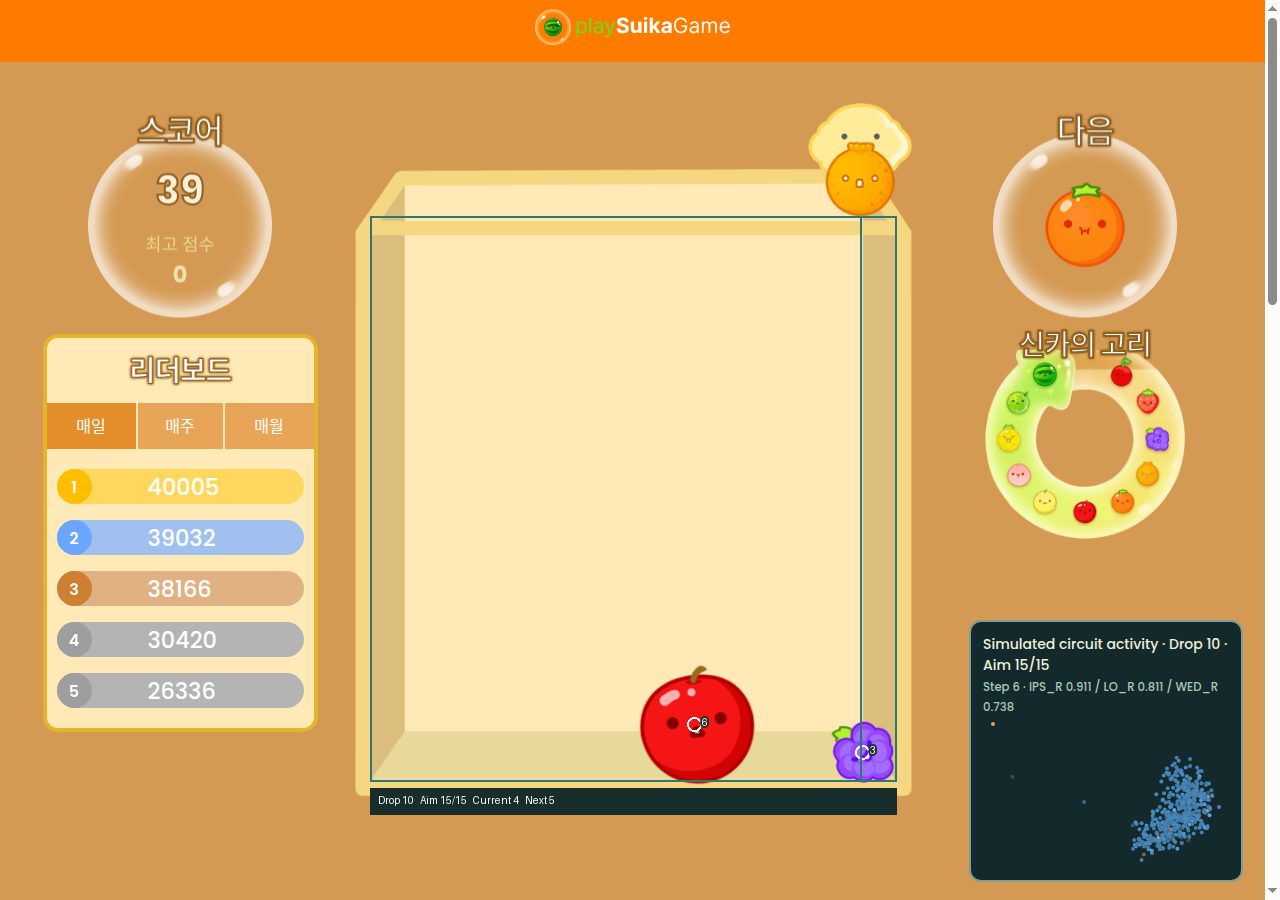 playSuikaGame
스코어
39
최고 점수
0
다음
신카의 고리
리더보드
매일 매주 매월
1 40005
2 39032
3 38166
4 30420
5 26336
6
3
Drop 10 Aim 15/15 Current 4 Next 5
Simulated circuit activity · Drop 10 ·
Aim 15/15
Step 6 · IPS_R 0.911 / LO_R 0.811 / WED_R
0.738